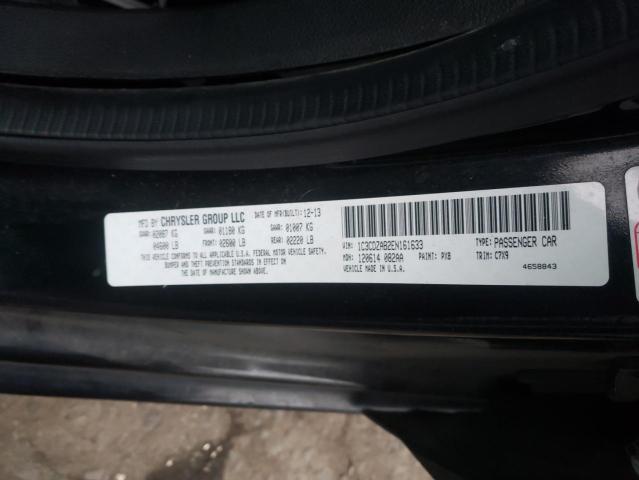 MFD BY CHRYSLER GROUP LLC DATE OF MFR(BUILT): 12-13
GVWR: 02087 KG GAWR: 01180 KG GAWR: 01007 KG
04600 LB FRONT: 02600 LB REAR: 02220 LB
THIS VEHICLE CONFORMS TO ALL APPLICABLE U.S.A. FEDERAL MOTOR VEHICLE SAFETY,
BUMPER AND THEFT PREVENTION STANDARDS IN EFFECT ON
THE DATE OF MANUFACTURE SHOWN ABOVE.
VIN: 1C3CDZAB2EN161633 TYPE: PASSENGER CAR
MDH: 120614 082AA PAINT: PX8 TRIM: C7X9
VEHICLE MADE IN U.S.A. 4658843